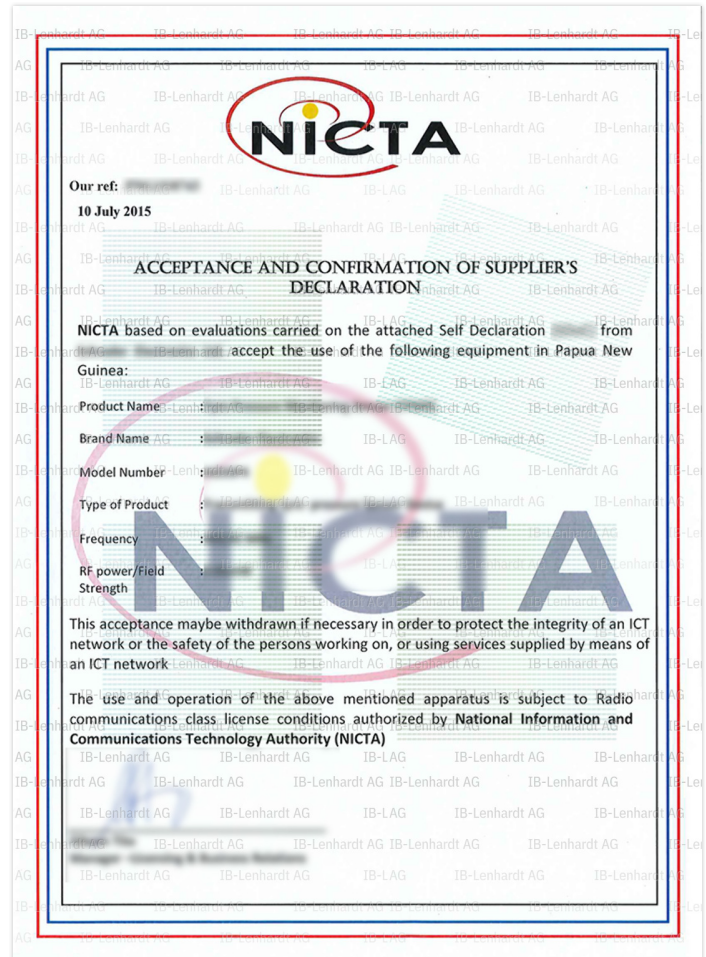 NICTA
Our ref:
10 July 2015
ACCEPTANCE AND CONFIRMATION OF SUPPLIER'S
DECLARATION
NICTA based on evaluations carried on the attached Self Declaration from
accept the use of the following equipment in Papua New
Guinea:
Product Name :
Brand Name :
Model Number :
Type of Product :
Frequency :
RF power/Field :
Strength
NICTA
This acceptance maybe withdrawn if necessary in order to protect the integrity of an ICT
network or the safety of the persons working on, or using services supplied by means of
an ICT network
The use and operation of the above mentioned apparatus is subject to Radio
communications class license conditions authorized by National Information and
Communications Technology Authority (NICTA)
IB-Lenhardt AG
IB-LAG